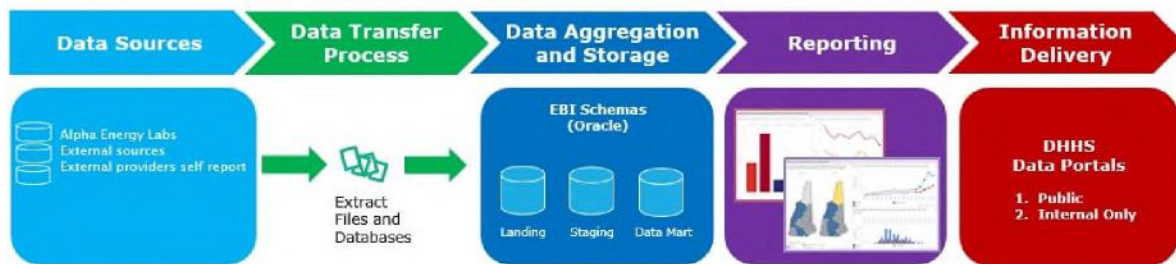 Data Sources
Data Transfer
Process
Data Aggregation
and Storage
Reporting
Information
Delivery
Alpha Energy Labs
External sources
External providers self report
Extract
Files and
Databases
EBI Schemas
(Oracle)
Landing
Staging
Data Mart
DHHS
Data Portals
1. Public
2. Internal Only